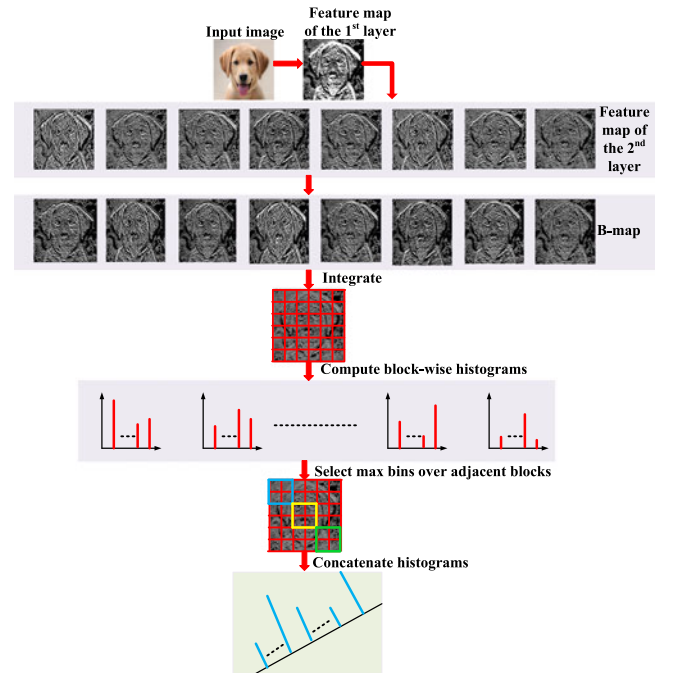 Input image
Feature map
of the 1st layer
Feature
map of
the 2nd
layer
B-map
Integrate
Compute block-wise histograms
Select max bins over adjacent blocks
Concatenate histograms